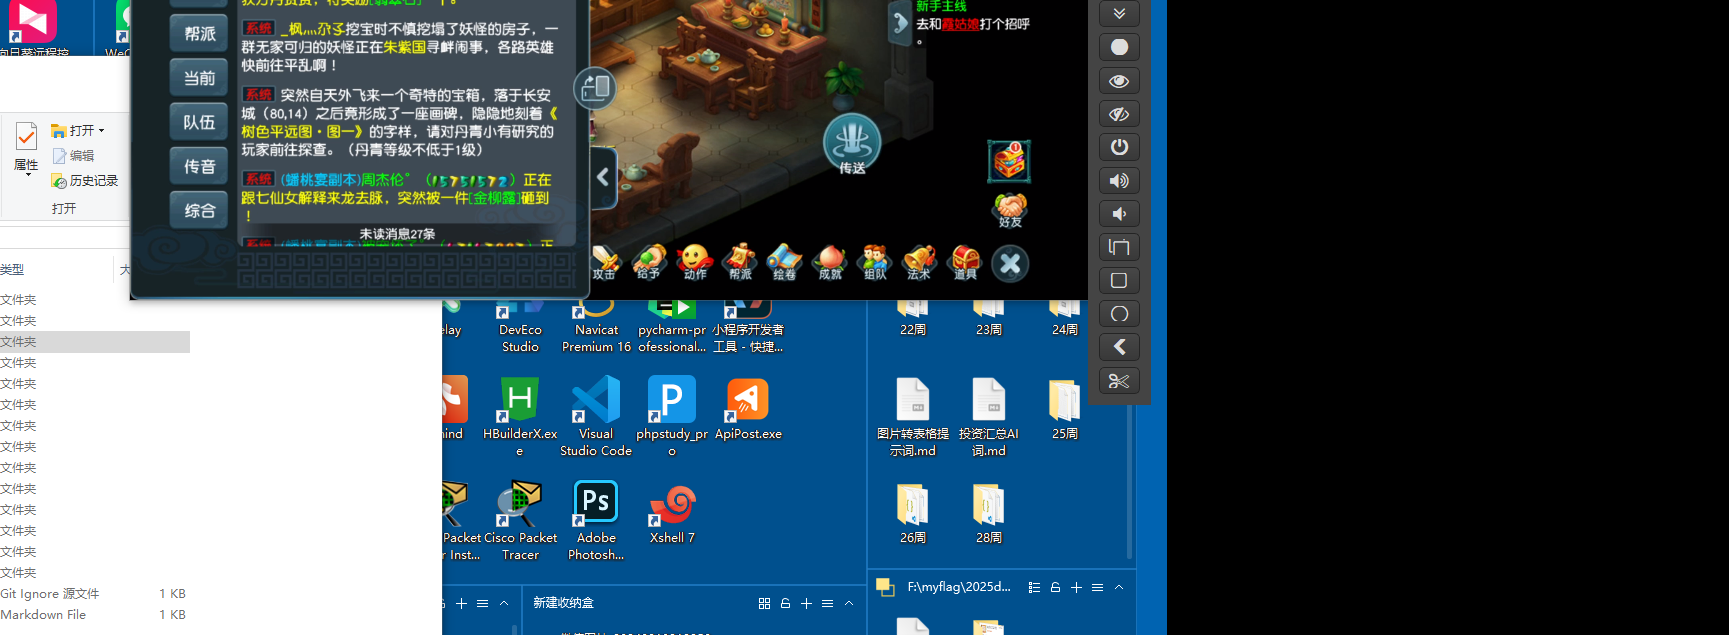 向日葵远程控
打开
编辑
历史记录
属性
打开
类型
大
文件夹
文件夹
文件夹
文件夹
文件夹
文件夹
文件夹
文件夹
文件夹
文件夹
文件夹
文件夹
文件夹
文件夹
Git Ignore 源文件 1 KB
Markdown File 1 KB
帮派
当前
队伍
传音
综合
系统 挖宝时不慎挖塌了妖怪的房子，一
群无家可归的妖怪正在朱紫国寻衅闹事，各路英雄
快前往平乱啊！
系统 突然自天外飞来一个奇特的宝箱，落于长安
城（80,14）之后竟形成了一座画碑，隐隐地刻着《
树色平远图·图一》的字样，请对丹青小有研究的
玩家前往探查。（丹青等级不低于1级）
系统 (蟠桃宴副本)周杰伦°（15751572）正在
跟七仙女解释来龙去脉，突然被一件[金柳露]砸到
！
未读消息27条
新手主线
去和霞姑娘打个招呼
。
传送
1
好友
攻击
给予
动作
帮派
绘卷
成就
组队
法术
道具
elay
DevEco
Studio
Navicat
Premium 16
pycharm-pr
ofessional...
小程序开发者
工具 - 快捷...
22周
23周
24周
HBuilderX.ex
e
Visual
Studio Code
phpstudy_pr
o
ApiPost.exe
图片转表格提
示词.md
投资汇总AI
词.md
25周
Packet
Inst...
Cisco Packet
Tracer
Ps
Adobe
Photosh...
Xshell 7
26周
28周
新建收纳盒
F:\myflag\2025d...